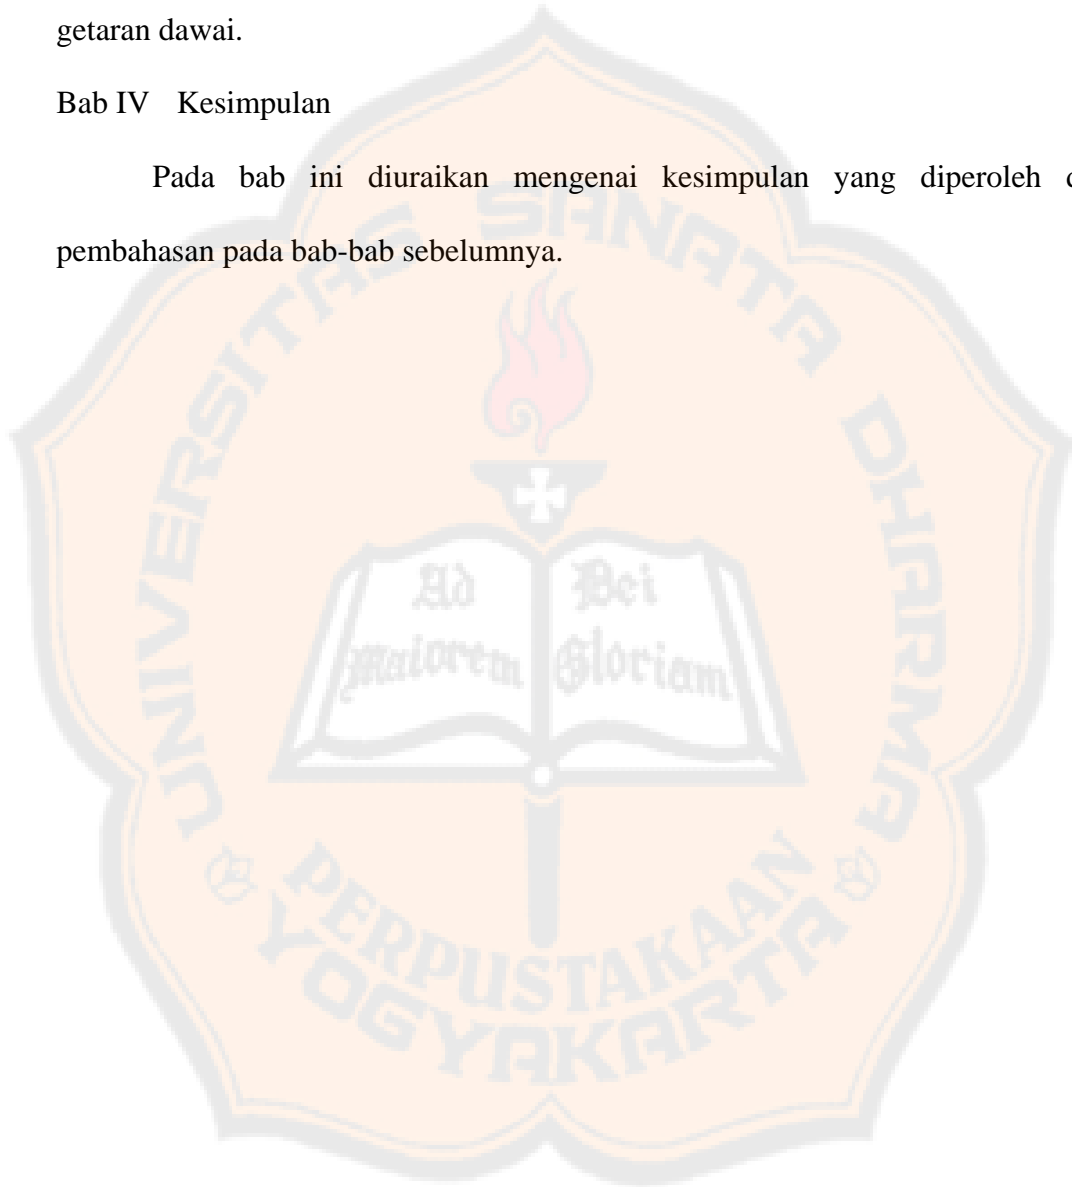 getaran dawai.
Bab IV Kesimpulan
Pada bab ini diuraikan mengenai kesimpulan yang diperoleh d
pembahasan pada bab-bab sebelumnya.
UNIVERSITAS SANATA DHARMA
Ad Dei
Maiorem Gloriam
PERPUSTAKAAN
YOGYAKARTA